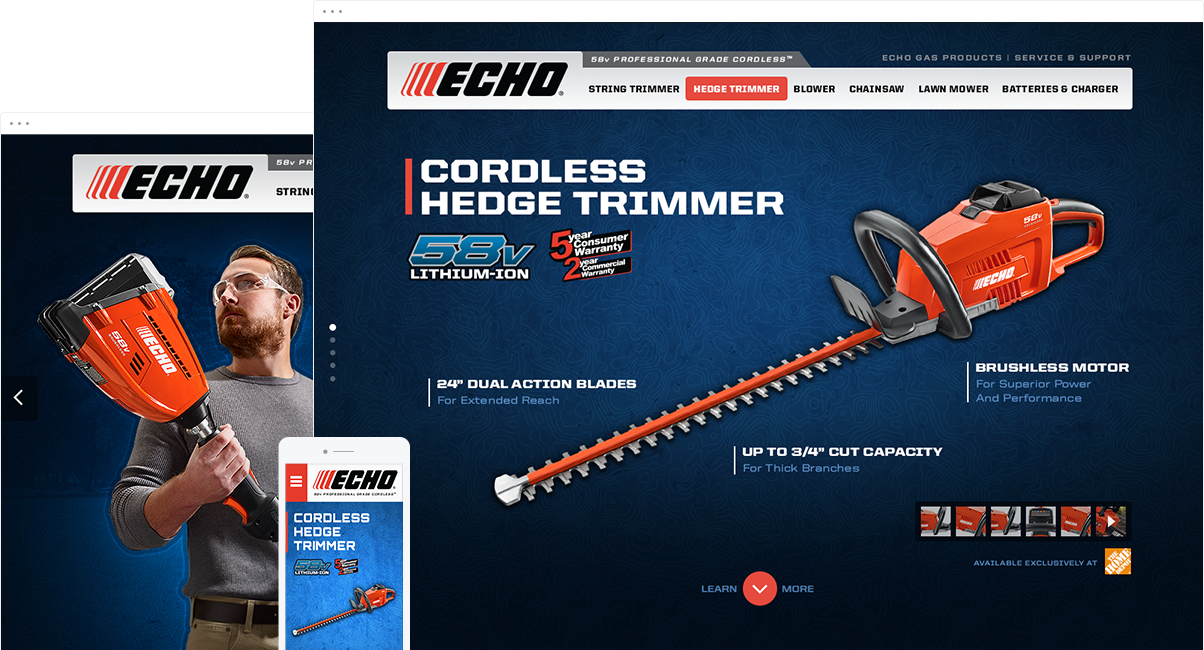 58v PROFESSIONAL GRADE CORDLESS™
ECHO GAS PRODUCTS | SERVICE & SUPPORT
ECHO®
STRING TRIMMER HEDGE TRIMMER BLOWER CHAINSAW LAWN MOWER BATTERIES & CHARGER
CORDLESS
HEDGE TRIMMER
58v
LITHIUM-ION
5 year
Consumer
Warranty
2 year
Commercial
Warranty
58v
ECHO
24” DUAL ACTION BLADES
For Extended Reach
BRUSHLESS MOTOR
For Superior Power
And Performance
UP TO 3/4” CUT CAPACITY
For Thick Branches
AVAILABLE EXCLUSIVELY AT
THE
HOME
DEPOT
LEARN MORE
58v PR
ECHO®
STRIN
58v
ECHO
ECHO®
58v PROFESSIONAL GRADE CORDLESS™
CORDLESS
HEDGE
TRIMMER
58v
LITHIUM-ION